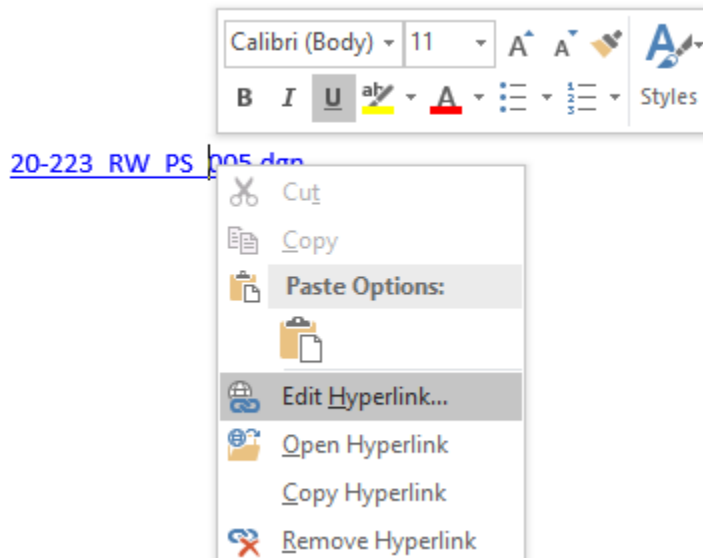 Calibri (Body) 11
B I U aby A Styles
20-223_RW_PS_005.dgn
Cut
Copy
Paste Options:
Edit Hyperlink...
Open Hyperlink
Copy Hyperlink
Remove Hyperlink